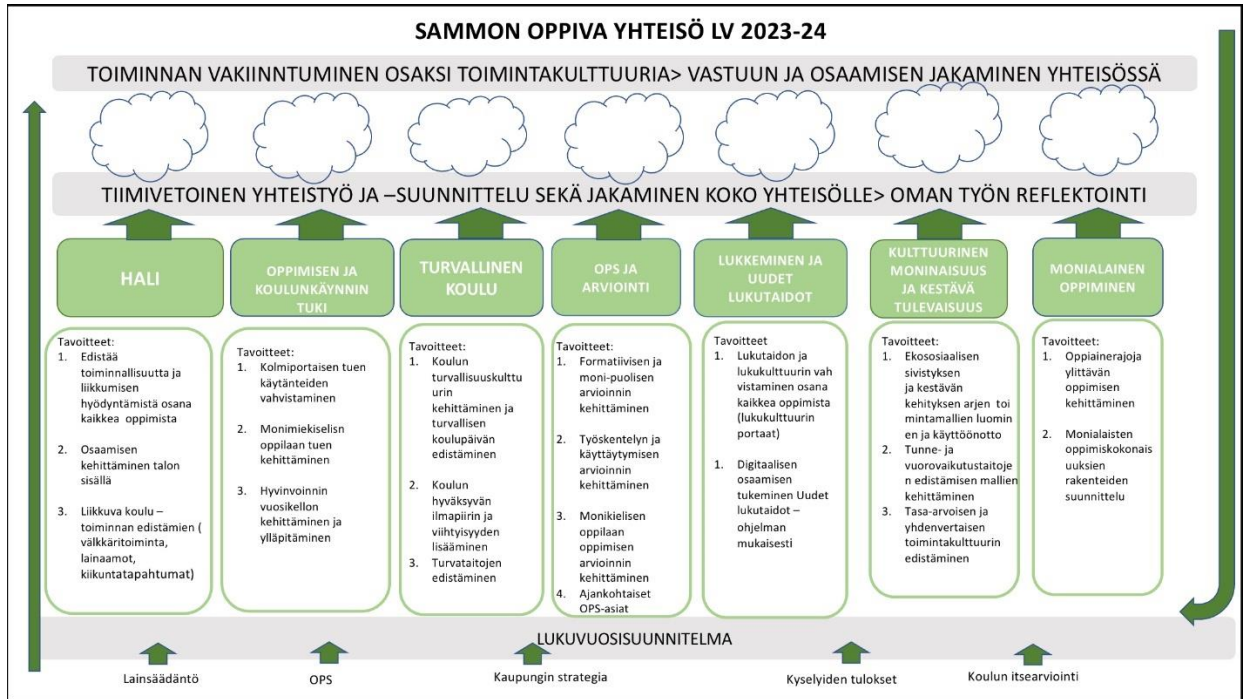 SAMMON OPPIVA YHTEISÖ LV 2023-24
TOIMINNAN VAKIINNTUMINEN OSAKSI TOIMINTAKULTTUURIA> VASTUUN JA OSAAMISEN JAKAMINEN YHTEISÖSSÄ
TIIMIVETOINEN YHTEISTYÖ JA –SUUNNITTELU SEKÄ JAKAMINEN KOKO YHTEISÖLLE> OMAN TYÖN REFLEKTOINTI
HALI
Tavoitteet:
1. Edistää
toiminnallisuutta ja
liikkumisen
hyödyntämistä osana
kaikkea oppimista
2. Osaamisen
kehittäminen talon
sisällä
3. Liikkuva koulu –
toiminnan edistämien (
välkkäritoiminta,
lainaamot,
kiikuntatapahtumat)
OPPIMISEN JA
KOULUNKÄYNNIN
TUKI
Tavoitteet:
1. Kolmiportaisen tuen
käytänteiden
vahvistaminen
2. Monimiekiselisn
oppilaan tuen
kehittäminen
3. Hyvinvoinnin
vuosikellon
kehittäminen ja
ylläpitäminen
TURVALLINEN
KOULU
Tavoitteet:
1. Koulun
turvallisuuskulttu
urin
kehittäminen ja
turvallisen
koulupäivän
edistäminen
2. Koulun
hyväksyvän
ilmapiirin ja
viihtyisyyden
lisääminen
3. Turvataitojen
edistäminen
OPS JA
ARVIOINTI
Tavoitteet:
1. Formatiivisen ja
moni-puolisen
arvioinnin
kehittäminen
2. Työskentelyn ja
käyttäytymisen
arvioinnin
kehittäminen
3. Monikielisen
oppilaan
oppimisen
arvioinnin
kehittäminen
4. Ajankohtaiset
OPS-asiat
LUKKEMINEN JA
UUDET
LUKUTAIDOT
Tavoitteet
1. Lukutaidon ja
lukukulttuurin vah
vistaminen osana
kaikkea oppimista
(lukukulttuurin
portaat)
1. Digitaalisen
osaamisen
tukeminen Uudet
lukutaidot –
ohjelman
mukaisesti
KULTTUURINEN
MONINAISUUS
JA KESTÄVÄ
TULEVAISUUS
Tavoitteet:
1. Ekososiaalisen
sivistyksen
ja kestävän
kehityksen arjen toi
mintamallien luomin
en ja käyttöönotto
2. Tunne- ja
vuorovaikutustaitoje
n edistämisen mallien
kehittäminen
3. Tasa-arvoisen ja
yhdenvertaisen
toimintakulttuurin
edistäminen
MONIALAINEN
OPPIMINEN
Tavoitteet:
1. Oppiainerajoja
ylittävän
oppimisen
kehittäminen
2. Monialaisten
oppimiskokonais
uuksien
rakenteiden
suunnittelu
LUKUVUOSISUUNNITELMA
Lainsäädäntö
OPS
Kaupungin strategia
Kyselyiden tulokset
Koulun itsearviointi